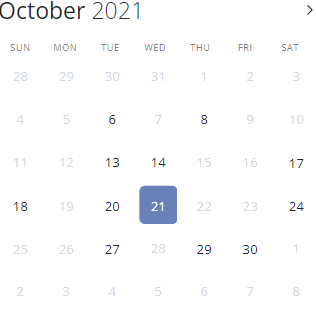 October 2021 >
SUN MON TUE WED THU FRI SAT
28 29 30 31 1 2 3
4 5 6 7 8 9 10
11 12 13 14 15 16 17
18 19 20 21 22 23 24
25 26 27 28 29 30 1
2 3 4 5 6 7 8